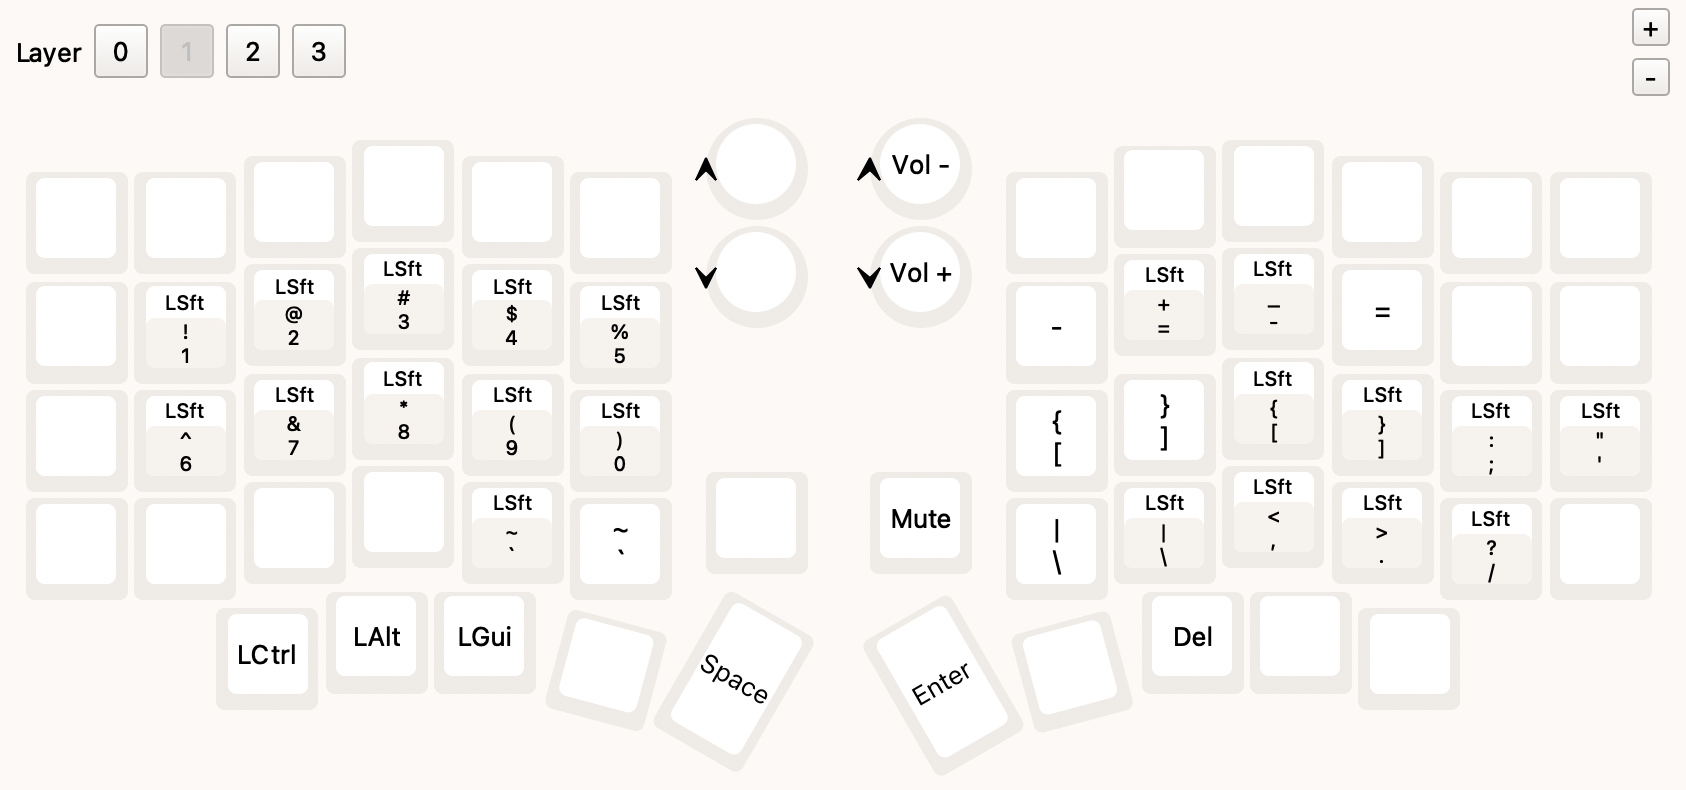 Layer 0 1 2 3
+
-
Vol -
Vol +
LSft ! 1
LSft @ 2
LSft # 3
LSft $ 4
LSft % 5
-
LSft + =
LSft _ -
=
LSft ^ 6
LSft & 7
LSft * 8
LSft ( 9
LSft ) 0
{ [
} ]
LSft { [
LSft } ]
LSft : ;
LSft " '
LSft ~ `
~ `
Mute
| \
LSft | \
LSft < ,
LSft > .
LSft ? /
LCtrl
LAlt
LGui
Space
Enter
Del